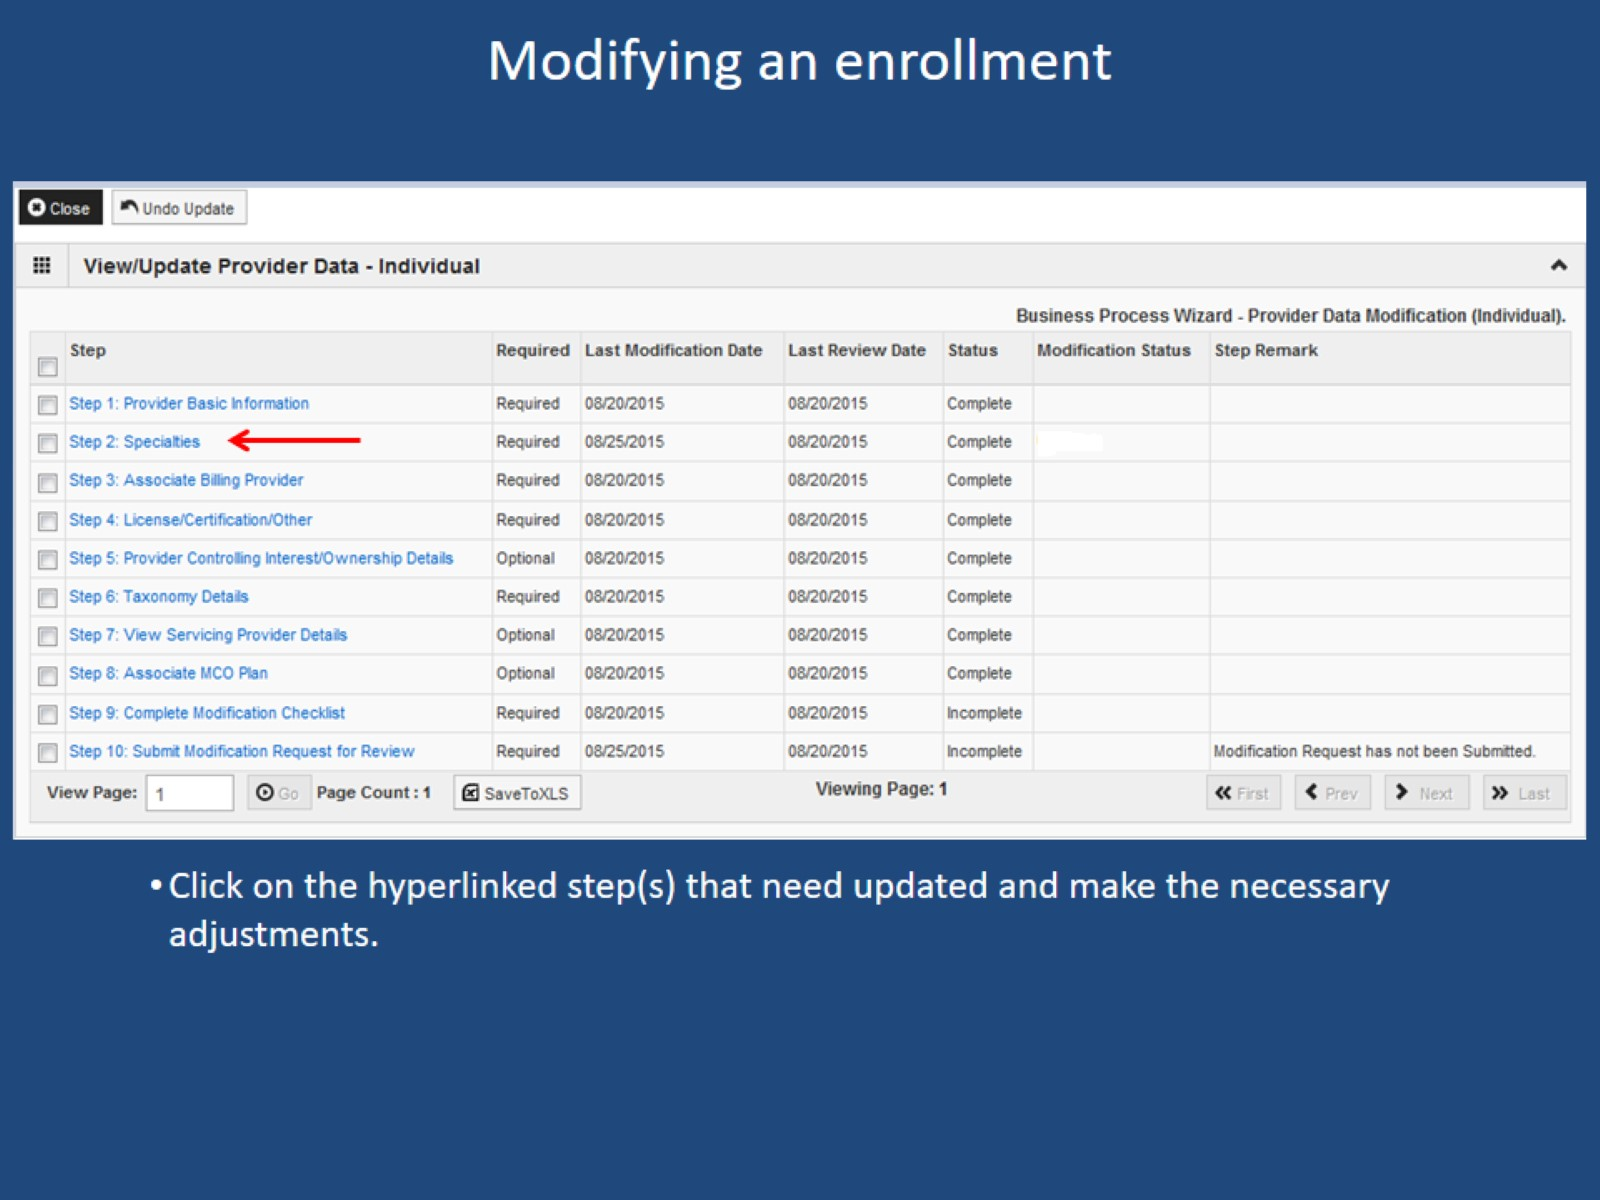 Modifying an enrollment
Close Undo Update
View/Update Provider Data - Individual
Business Process Wizard - Provider Data Modification (Individual).
Step Required Last Modification Date Last Review Date Status Modification Status Step Remark
Step 1: Provider Basic Information Required 08/20/2015 08/20/2015 Complete
Step 2: Specialties Required 08/25/2015 08/20/2015 Complete
Step 3: Associate Billing Provider Required 08/20/2015 08/20/2015 Complete
Step 4: License/Certification/Other Required 08/20/2015 08/20/2015 Complete
Step 5: Provider Controlling Interest/Ownership Details Optional 08/20/2015 08/20/2015 Complete
Step 6: Taxonomy Details Required 08/20/2015 08/20/2015 Complete
Step 7: View Servicing Provider Details Optional 08/20/2015 08/20/2015 Complete
Step 8: Associate MCO Plan Optional 08/20/2015 08/20/2015 Complete
Step 9: Complete Modification Checklist Required 08/20/2015 08/20/2015 Incomplete
Step 10: Submit Modification Request for Review Required 08/25/2015 08/20/2015 Incomplete Modification Request has not been Submitted.
View Page: 1 Go Page Count : 1 SaveToXLS Viewing Page: 1 First Prev Next Last
• Click on the hyperlinked step(s) that need updated and make the necessary
adjustments.